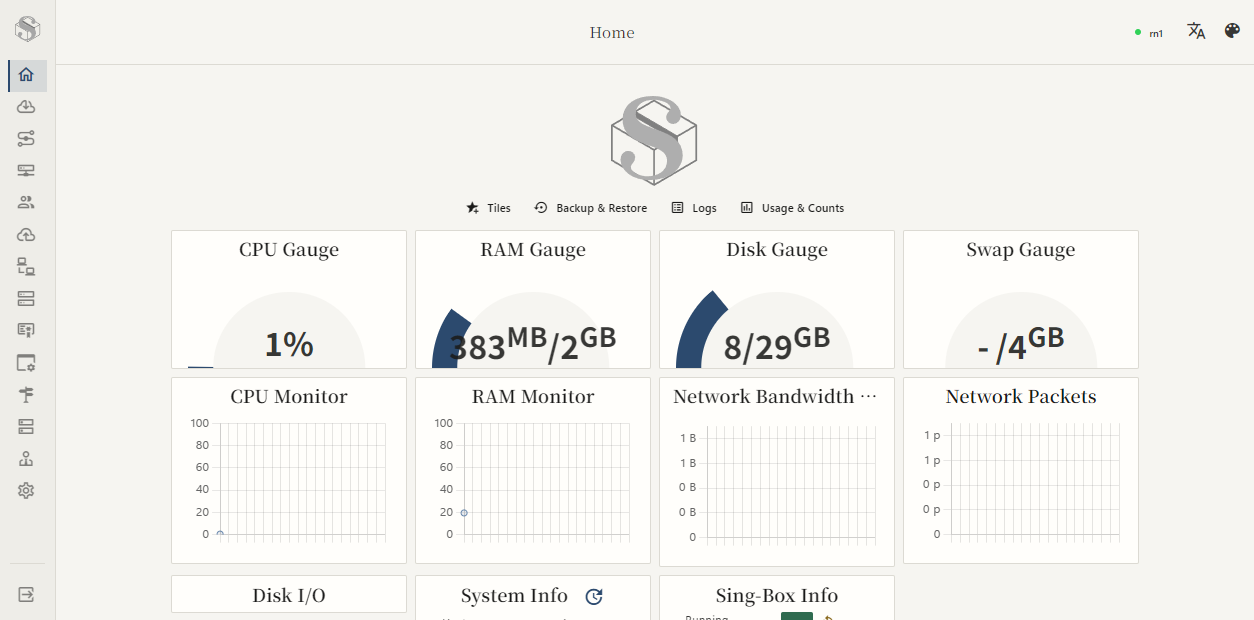 Home
rn1
Tiles
Backup & Restore
Logs
Usage & Counts
CPU Gauge
RAM Gauge
Disk Gauge
Swap Gauge
1%
383MB/2GB
8/29GB
- /4GB
CPU Monitor
RAM Monitor
Network Bandwidth ···
Network Packets
100
80
60
40
20
0
100
80
60
40
20
0
1 B
1 B
0 B
0 B
0
1 p
1 p
0 p
0 p
0
Disk I/O
System Info
Sing-Box Info
Running